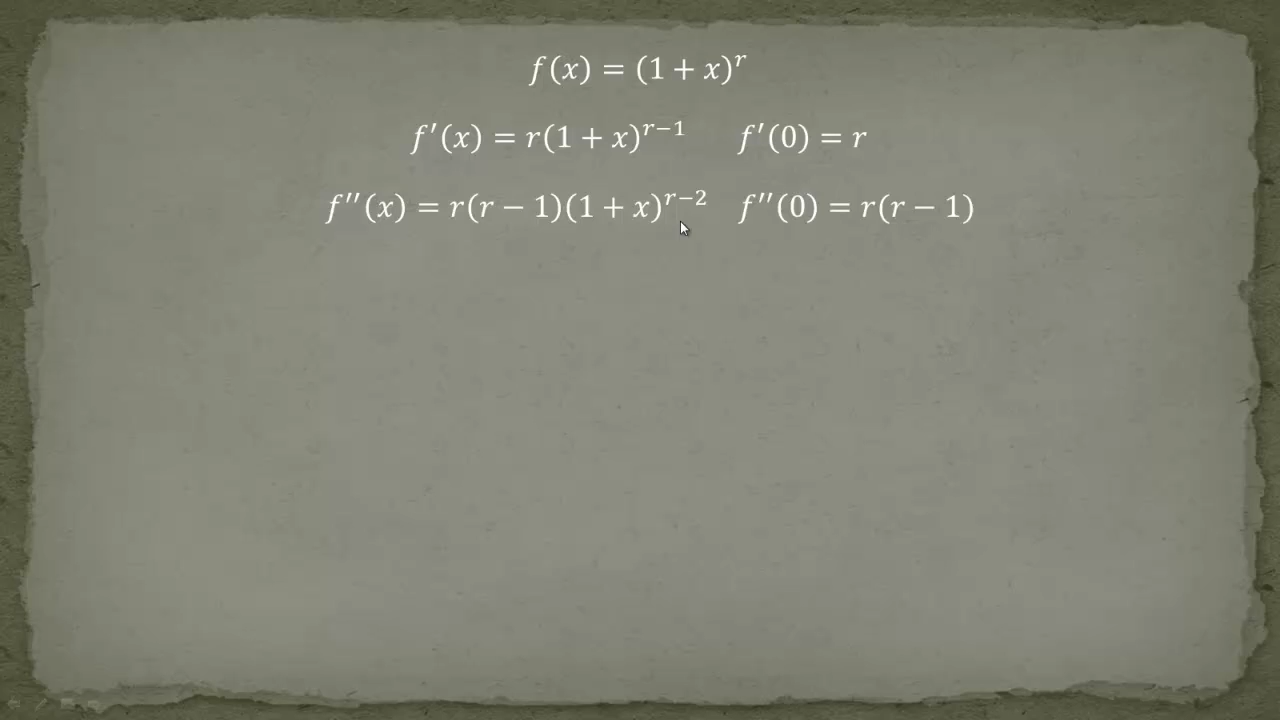 f(x) = (1 + x)^r
f′(x) = r(1 + x)^{r−1} f′(0) = r
f″(x) = r(r − 1)(1 + x)^{r−2} f″(0) = r(r − 1)